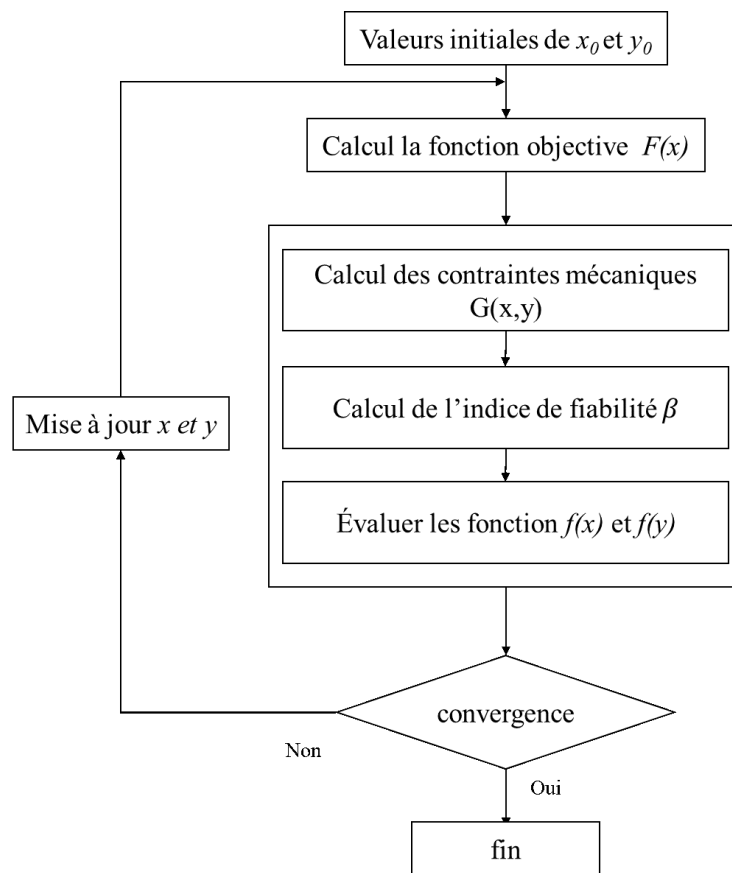 Valeurs initiales de x₀ et y₀
Calcul la fonction objective F(x)
Calcul des contraintes mécaniques
G(x,y)
Calcul de l’indice de fiabilité β
Mise à jour x et y
Évaluer les fonction f(x) et f(y)
convergence
Non
Oui
fin